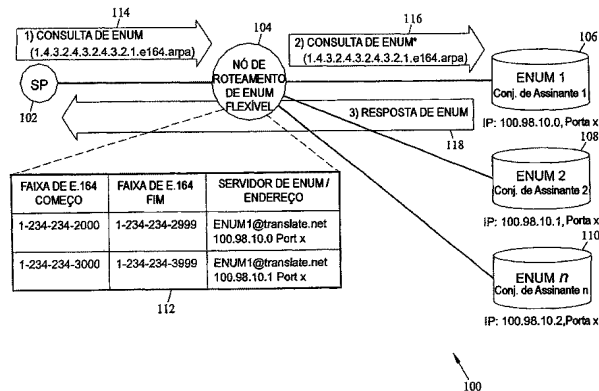 114
1) CONSULTA DE ENUM
(1.4.3.2.4.3.2.4.3.2.1.e164.arpa)
104
116
2) CONSULTA DE ENUM*
(1.4.3.2.4.3.2.4.3.2.1.e164.arpa)
106
SP
102
NÓ DE
ROTEAMENTO
DE ENUM
FLEXÍVEL
ENUM 1
Conj. de Assinante 1
IP: 100.98.10.0, Porta x
3) RESPOSTA DE ENUM
118
108
ENUM 2
Conj. de Assinante 2
IP: 100.98.10.1, Porta x
FAIXA DE E.164
COMEÇO
FAIXA DE E.164
FIM
SERVIDOR DE ENUM /
ENDEREÇO
1-234-234-2000
1-234-234-2999
ENUM1@translate.net
100.98.10.0 Port x
1-234-234-3000
1-234-234-3999
ENUM1@translate.net
100.98.10.1 Port x
112
110
ENUM n
Conj. de Assinante n
IP: 100.98.10.2,Porta x
100